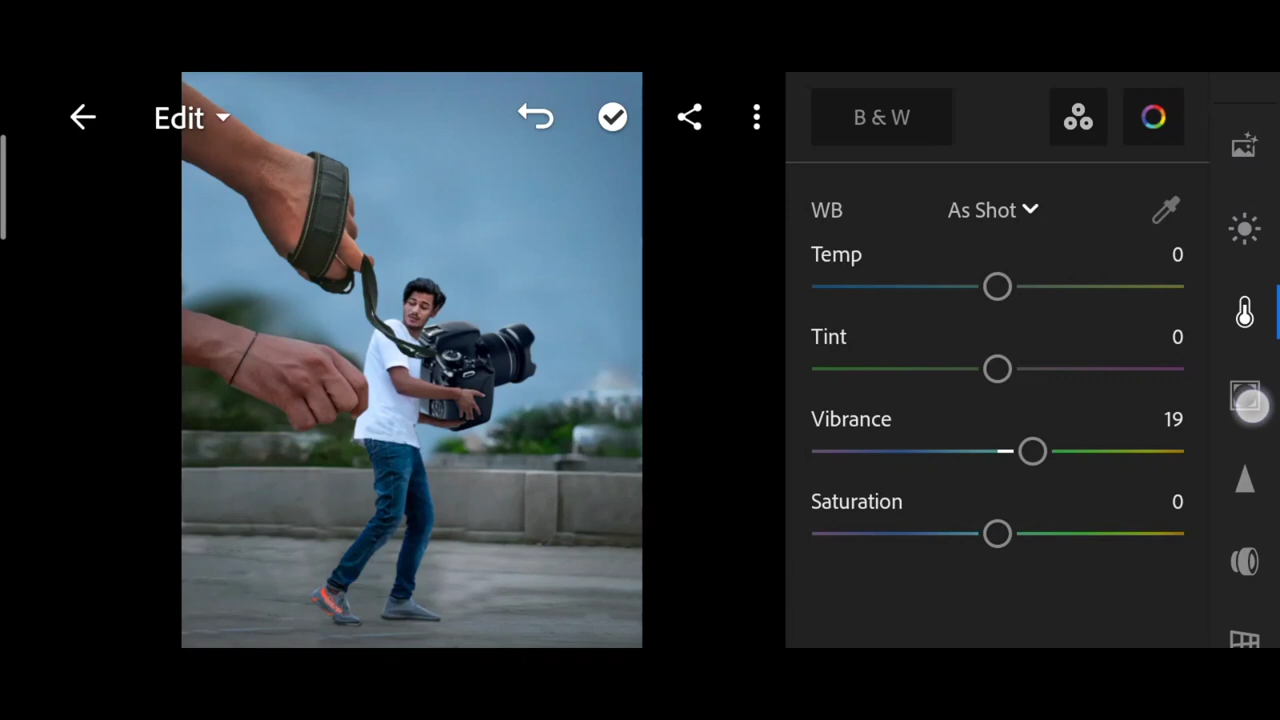 Edit
B & W
WB As Shot
Temp 0
Tint 0
Vibrance 19
Saturation 0